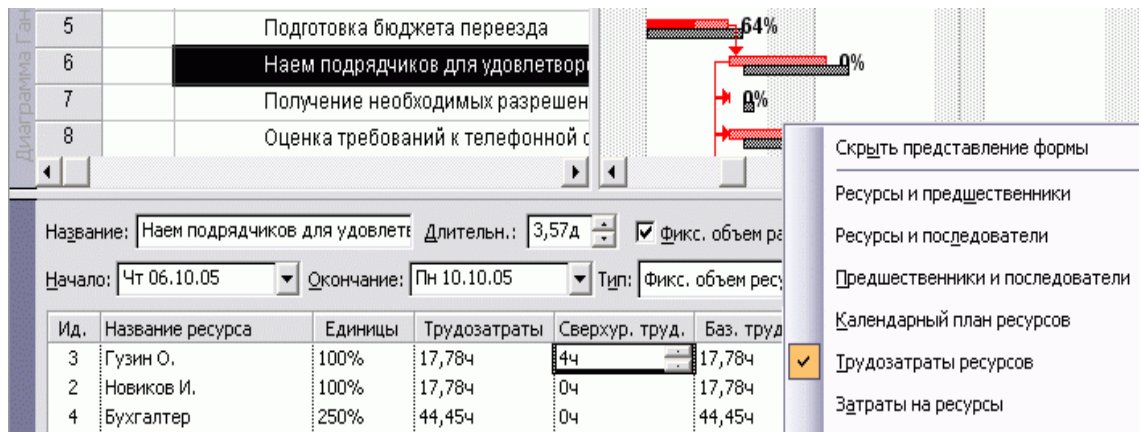 Диаграмма Ган
5 Подготовка бюджета переезда 64%
6 Наем подрядчиков для удовлетвор 0%
7 Получение необходимых разрешен 0%
8 Оценка требований к телефонной с
Скрыть представление формы
Ресурсы и предшественники
Ресурсы и последователи
Предшественники и последователи
Календарный план ресурсов
Трудозатраты ресурсов
Затраты на ресурсы
Название: Наем подрядчиков для удовлетв Длительн.: 3,57д Фикс. объем ра
Начало: Чт 06.10.05 Окончание: Пн 10.10.05 Тип: Фикс. объем ресу
Ид. Название ресурса Единицы Трудозатраты Сверхур. труд. Баз. труд
3 Гузин О. 100% 17,78ч 4ч 17,78ч
2 Новиков И. 100% 17,78ч 0ч 17,78ч
4 Бухгалтер 250% 44,45ч 0ч 44,45ч